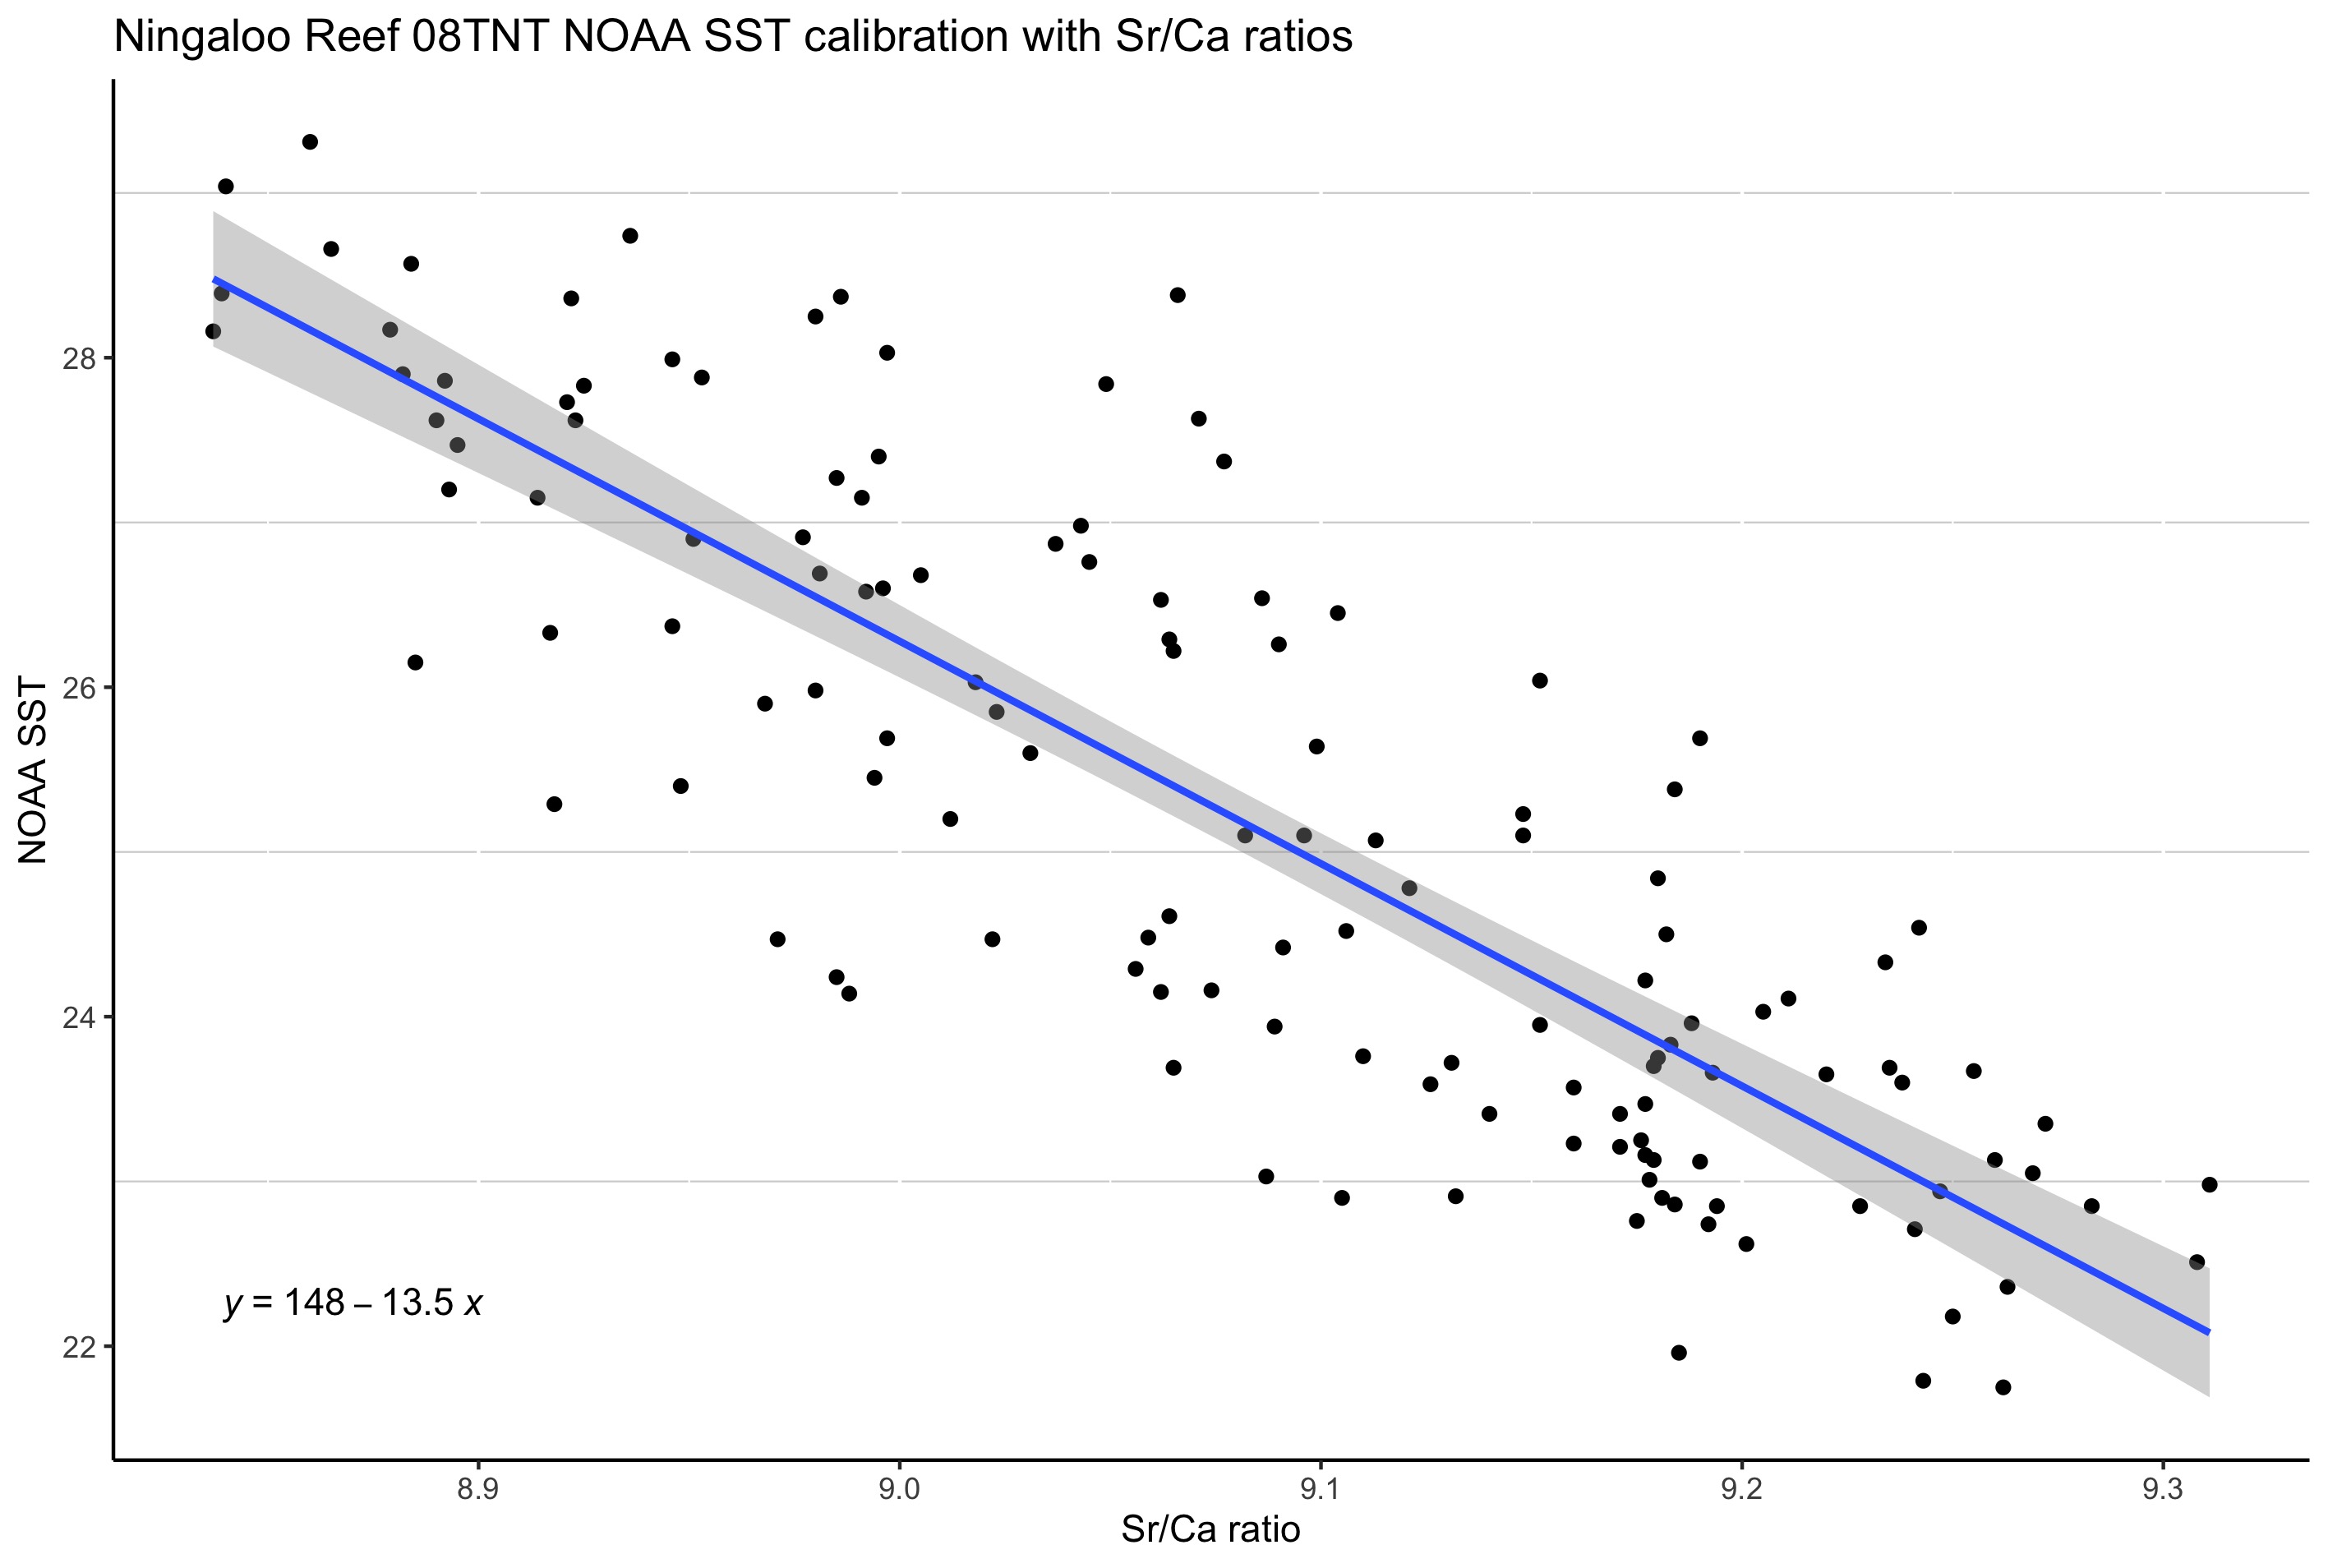 Ningaloo Reef 08TNT NOAA SST calibration with Sr/Ca ratios
28
26
24
22
NOAA SST
y = 148 – 13.5 x
8.9 9.0 9.1 9.2 9.3
Sr/Ca ratio